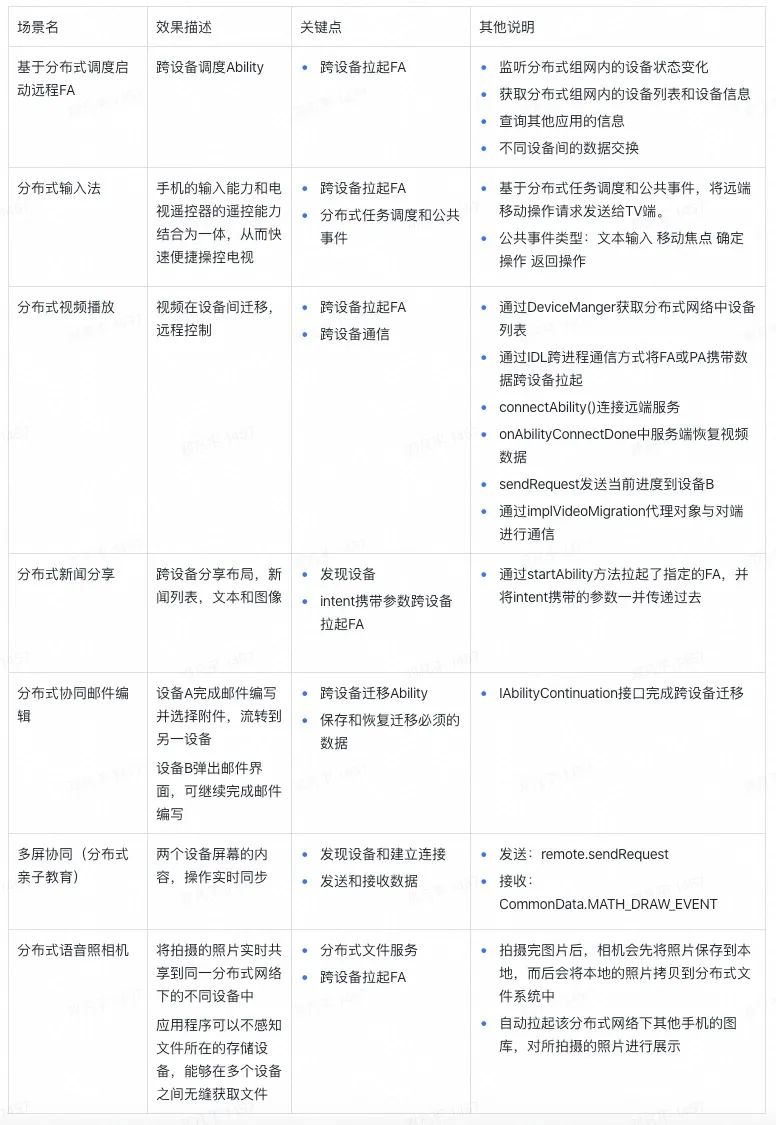 场景名
效果描述
关键点
其他说明
基于分布式调度启
动远程FA
跨设备调度Ability
跨设备拉起FA
监听分布式组网内的设备状态变化
获取分布式组网内的设备列表和设备信息
查询其他应用的信息
不同设备间的数据交换
分布式输入法
手机的输入能力和电
视遥控器的遥控能力
结合为一体，从而快
速便捷操控电视
跨设备拉起FA
分布式任务调度和公共
事件
基于分布式任务调度和公共事件，将远端
移动操作请求发送给TV端。
公共事件类型：文本输入 移动焦点 确定
操作 返回操作
分布式视频播放
视频在设备间迁移，
远程控制
跨设备拉起FA
跨设备通信
通过DeviceManger获取分布式网络中设备
列表
通过IDL跨进程通信方式将FA或PA携带数
据跨设备拉起
connectAbility()连接远端服务
onAbilityConnectDone中服务端恢复视频
数据
sendRequest发送当前进度到设备B
通过implVideoMigration代理对象与对端
进行通信
分布式新闻分享
跨设备分享布局，新
闻列表，文本和图像
发现设备
intent携带参数跨设备
拉起FA
通过startAbility方法拉起了指定的FA，并
将intent携带的参数一并传递过去
分布式协同邮件编
辑
设备A完成邮件编写
并选择附件，流转到
另一设备
设备B弹出邮件界
面，可继续完成邮件
编写
跨设备迁移Ability
保存和恢复迁移必须的
数据
IAbilityContinuation接口完成跨设备迁移
多屏协同（分布式
亲子教育）
两个设备屏幕的内
容，操作实时同步
发现设备和建立连接
发送和接收数据
发送：remote.sendRequest
接收：
CommonData.MATH_DRAW_EVENT
分布式语音照相机
将拍摄的照片实时共
享到同一分布式网络
下的不同设备中
应用程序可以不感知
文件所在的存储设
备，能够在多个设备
之间无缝获取文件
分布式文件服务
跨设备拉起FA
拍摄完图片后，相机会先将照片保存到本
地，而后会将本地的照片拷贝到分布式文
件系统中
自动拉起该分布式网络下其他手机的图
库，对所拍摄的照片进行展示